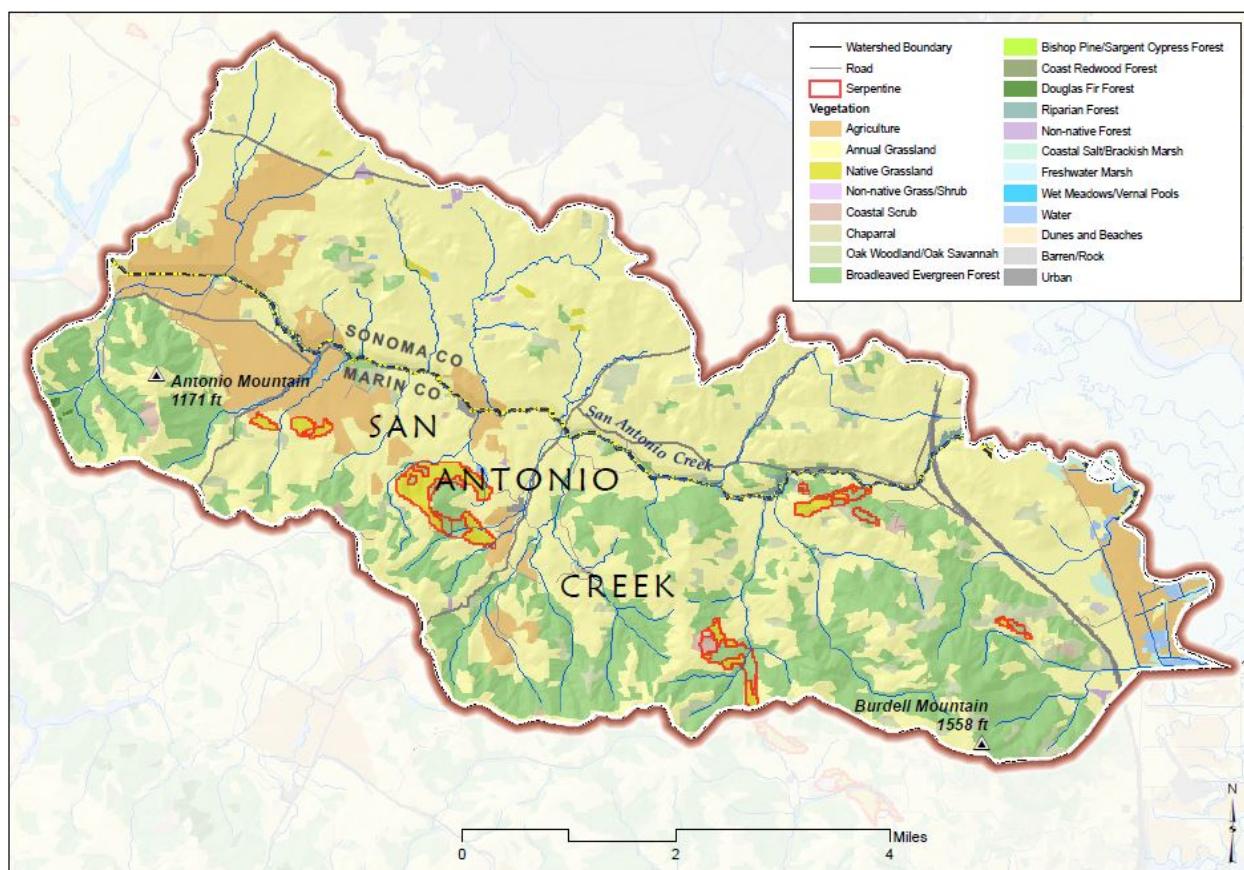 Watershed Boundary
Road
Serpentine
Vegetation
Agriculture
Annual Grassland
Native Grassland
Non-native Grass/Shrub
Coastal Scrub
Chaparral
Oak Woodland/Oak Savannah
Broadleaved Evergreen Forest
Bishop Pine/Sargent Cypress Forest
Coast Redwood Forest
Douglas Fir Forest
Riparian Forest
Non-native Forest
Coastal Salt/Brackish Marsh
Freshwater Marsh
Wet Meadows/Vernal Pools
Water
Dunes and Beaches
Barren/Rock
Urban
SONOMA CO
MARIN CO
Antonio Mountain
1171 ft
San Antonio Creek
SAN
ANTONIO
CREEK
Burdell Mountain
1558 ft
N
Miles
0 2 4